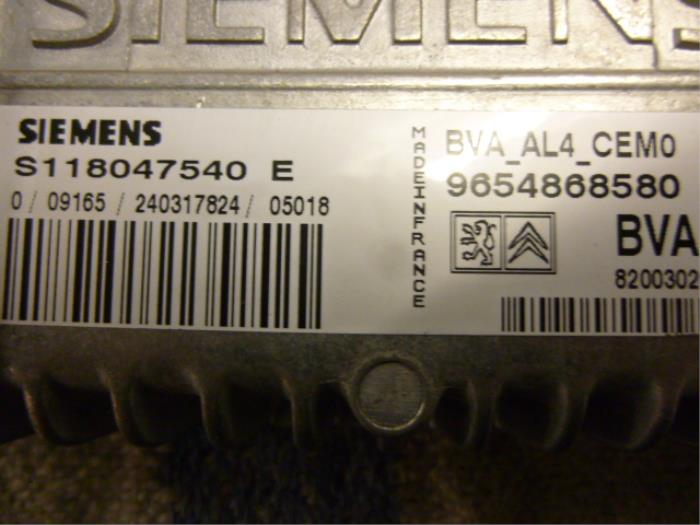 SIEMENS
SIEMENS
S118047540 E
0 / 09165 / 240317824 / 05018
MADEINFRANCE
BVA_AL4_CEM0
9654868580
BVA
8200302